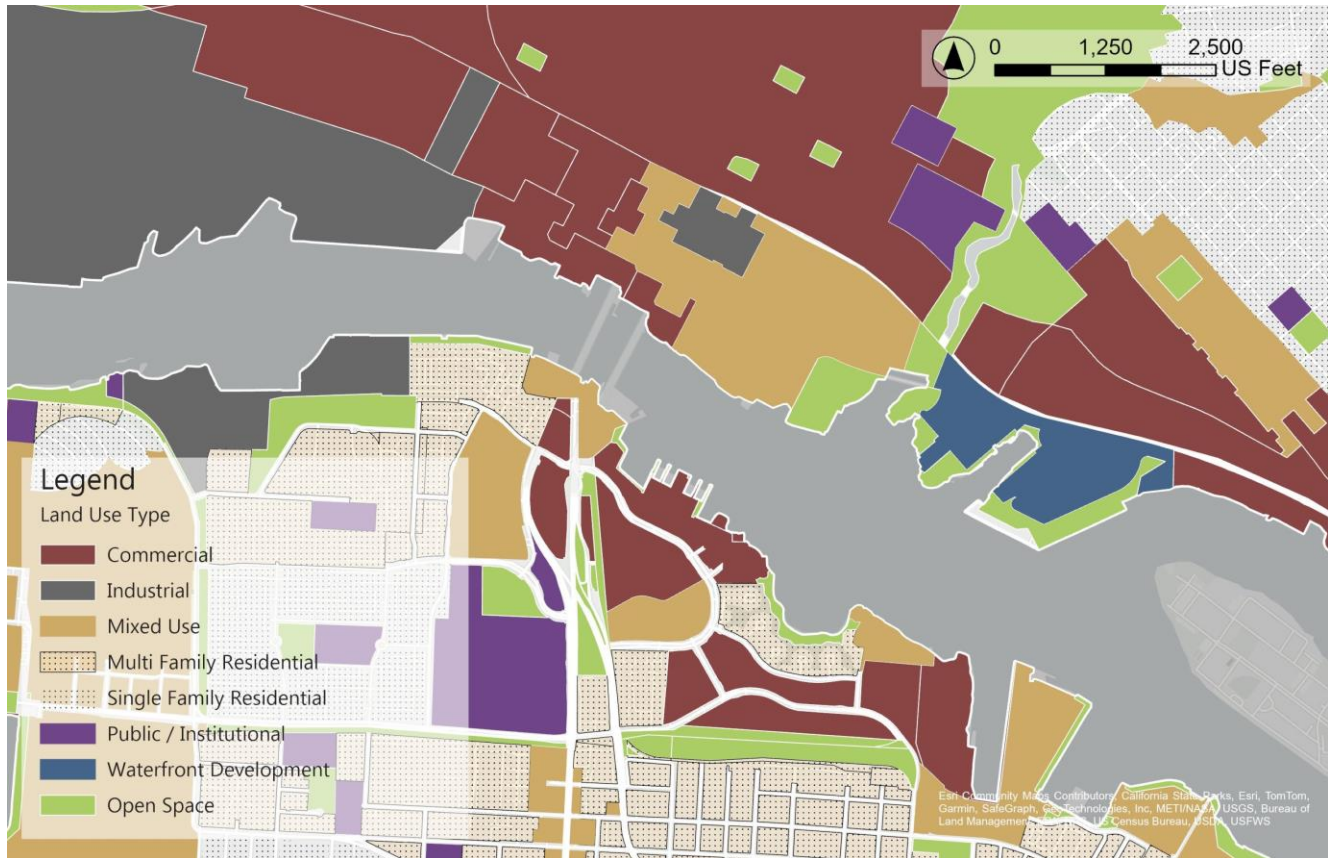 0 1,250 2,500
US Feet
Legend
Land Use Type
Commercial
Industrial
Mixed Use
Multi Family Residential
Single Family Residential
Public / Institutional
Waterfront Development
Open Space
Esri Community Maps Contributors, California State Parks, Esri, TomTom,
Garmin, SafeGraph, GeoTechnologies, Inc, METI/NASA, USGS, Bureau of
Land Management, US Census Bureau, USDA, USFWS